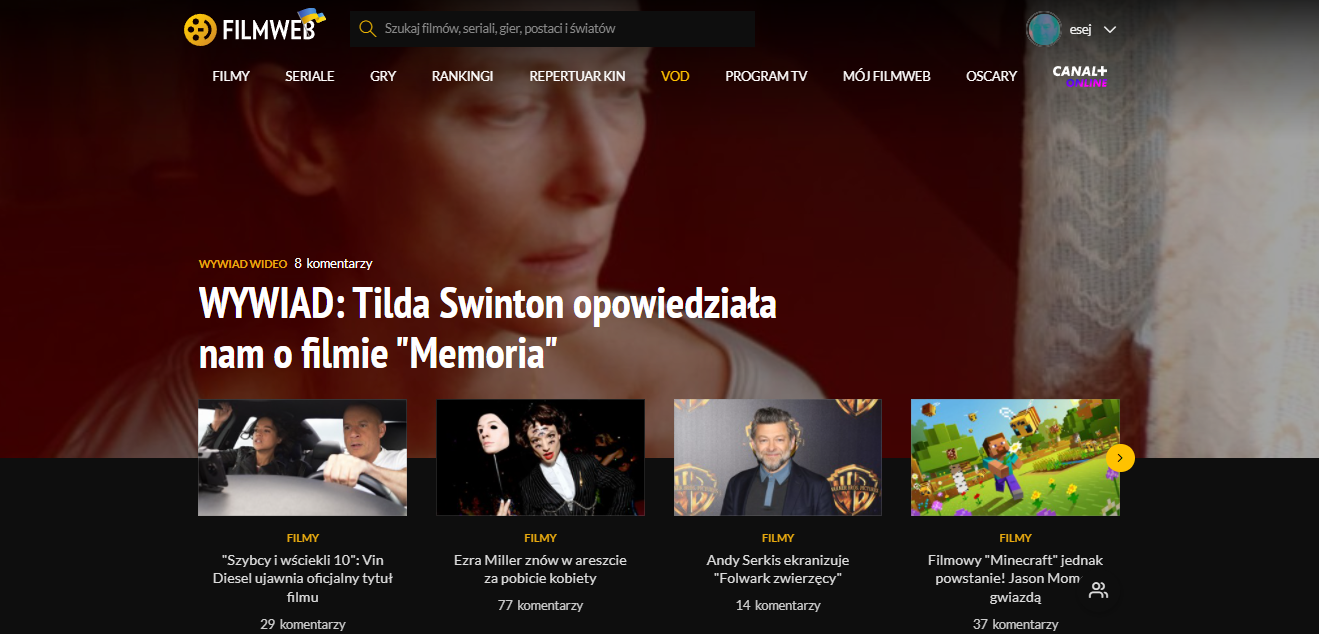 FILMWEB
Szukaj filmów, seriali, gier, postaci i światów
esej
FILMY
SERIALE
GRY
RANKINGI
REPERTUAR KIN
VOD
PROGRAM TV
MÓJ FILMWEB
OSCARY
CANAL+
ONLINE
WYWIAD WIDEO 8 komentarzy
WYWIAD: Tilda Swinton opowiedziała
nam o filmie "Memoria"
FILMY
"Szybcy i wściekli 10": Vin
Diesel ujawnia oficjalny tytuł
filmu
29 komentarzy
FILMY
Ezra Miller znów w areszcie
za pobicie kobiety
77 komentarzy
FILMY
Andy Serkis ekranizuje
"Folwark zwierzęcy"
14 komentarzy
FILMY
Filmowy "Minecraft" jednak
powstanie! Jason Mom
gwiazdą
37 komentarzy